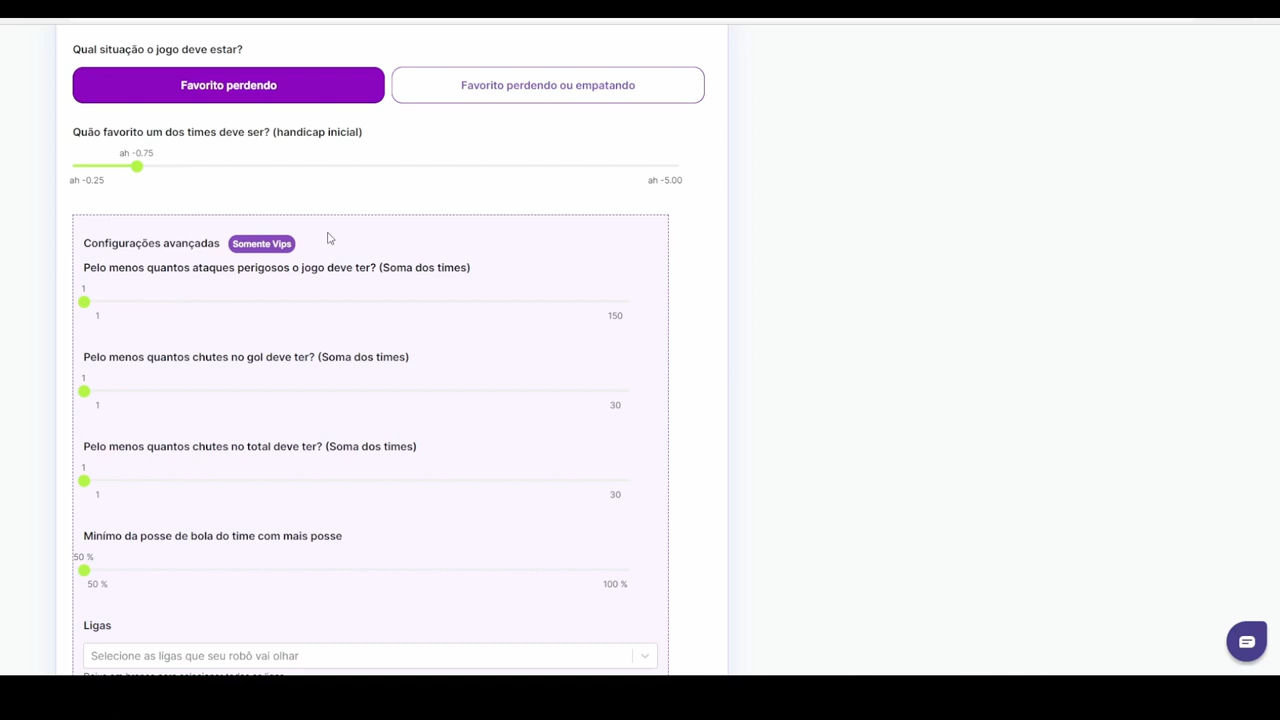 Qual situação o jogo deve estar?
Favorito perdendo
Favorito perdendo ou empatando
Quão favorito um dos times deve ser? (handicap inicial)
ah -0.75
ah -0.25
ah -5.00
Configurações avançadas
Somente Vips
Pelo menos quantos ataques perigosos o jogo deve ter? (Soma dos times)
1
1
150
Pelo menos quantos chutes no gol deve ter? (Soma dos times)
1
1
30
Pelo menos quantos chutes no total deve ter? (Soma dos times)
1
1
30
Minímo da posse de bola do time com mais posse
50 %
50 %
100 %
Ligas
Selecione as ligas que seu robô vai olhar